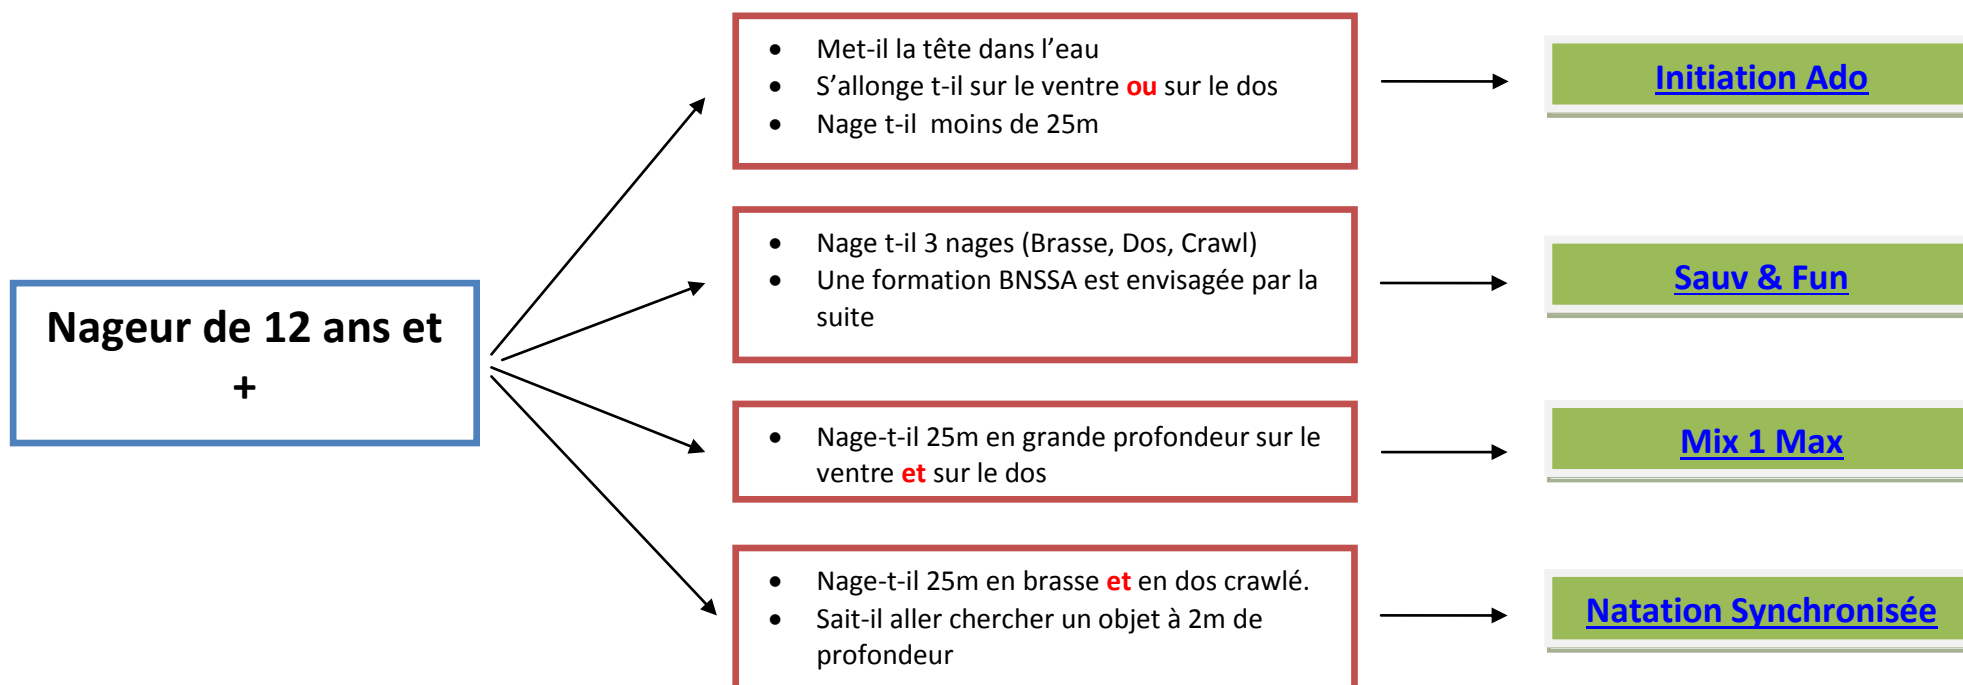 Nageur de 12 ans et
+
• Met-il la tête dans l’eau
• S’allonge t-il sur le ventre ou sur le dos
• Nage t-il moins de 25m
Initiation Ado
• Nage t-il 3 nages (Brasse, Dos, Crawl)
• Une formation BNSSA est envisagée par la
suite
Sauv & Fun
• Nage-t-il 25m en grande profondeur sur le
ventre et sur le dos
Mix 1 Max
• Nage-t-il 25m en brasse et en dos crawlé.
• Sait-il aller chercher un objet à 2m de
profondeur
Natation Synchronisée